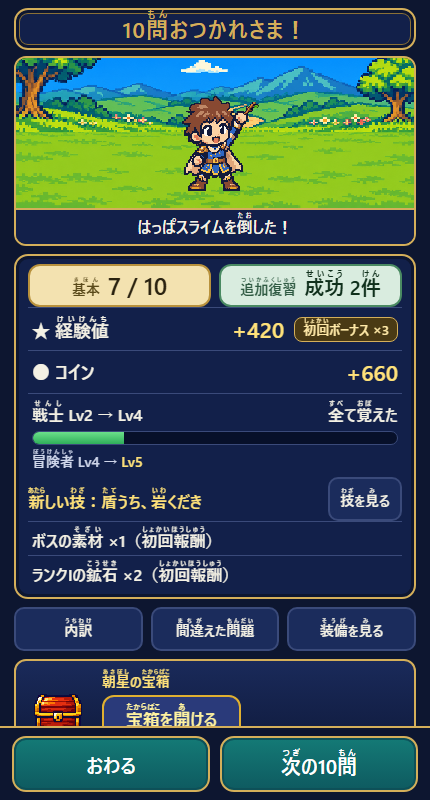 10問おつかれさま！
はっぱスライムを倒した！
基本 7 / 10
追加復習 成功 2件
★ 経験値 +420 初回ボーナス ×3
コイン +660
戦士 Lv2 → Lv4 全て覚えた
冒険者 Lv4 → Lv5
新しい技：盾うち、岩くだき
技を見る
ボスの素材 ×1（初回報酬）
ランクIの鉱石 ×2（初回報酬）
内訳 間違えた問題 装備を見る
朝星の宝箱
宝箱を開ける
おわる 次の10問